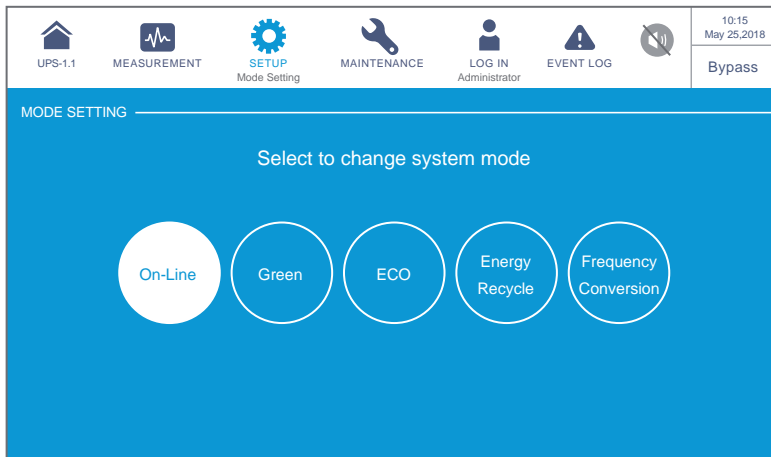 UPS-1.1
MEASUREMENT
SETUP
Mode Setting
MAINTENANCE
LOG IN
Administrator
EVENT LOG
10:15
May 25,2018
Bypass
MODE SETTING
Select to change system mode
On-Line
Green
ECO
Energy
Recycle
Frequency
Conversion